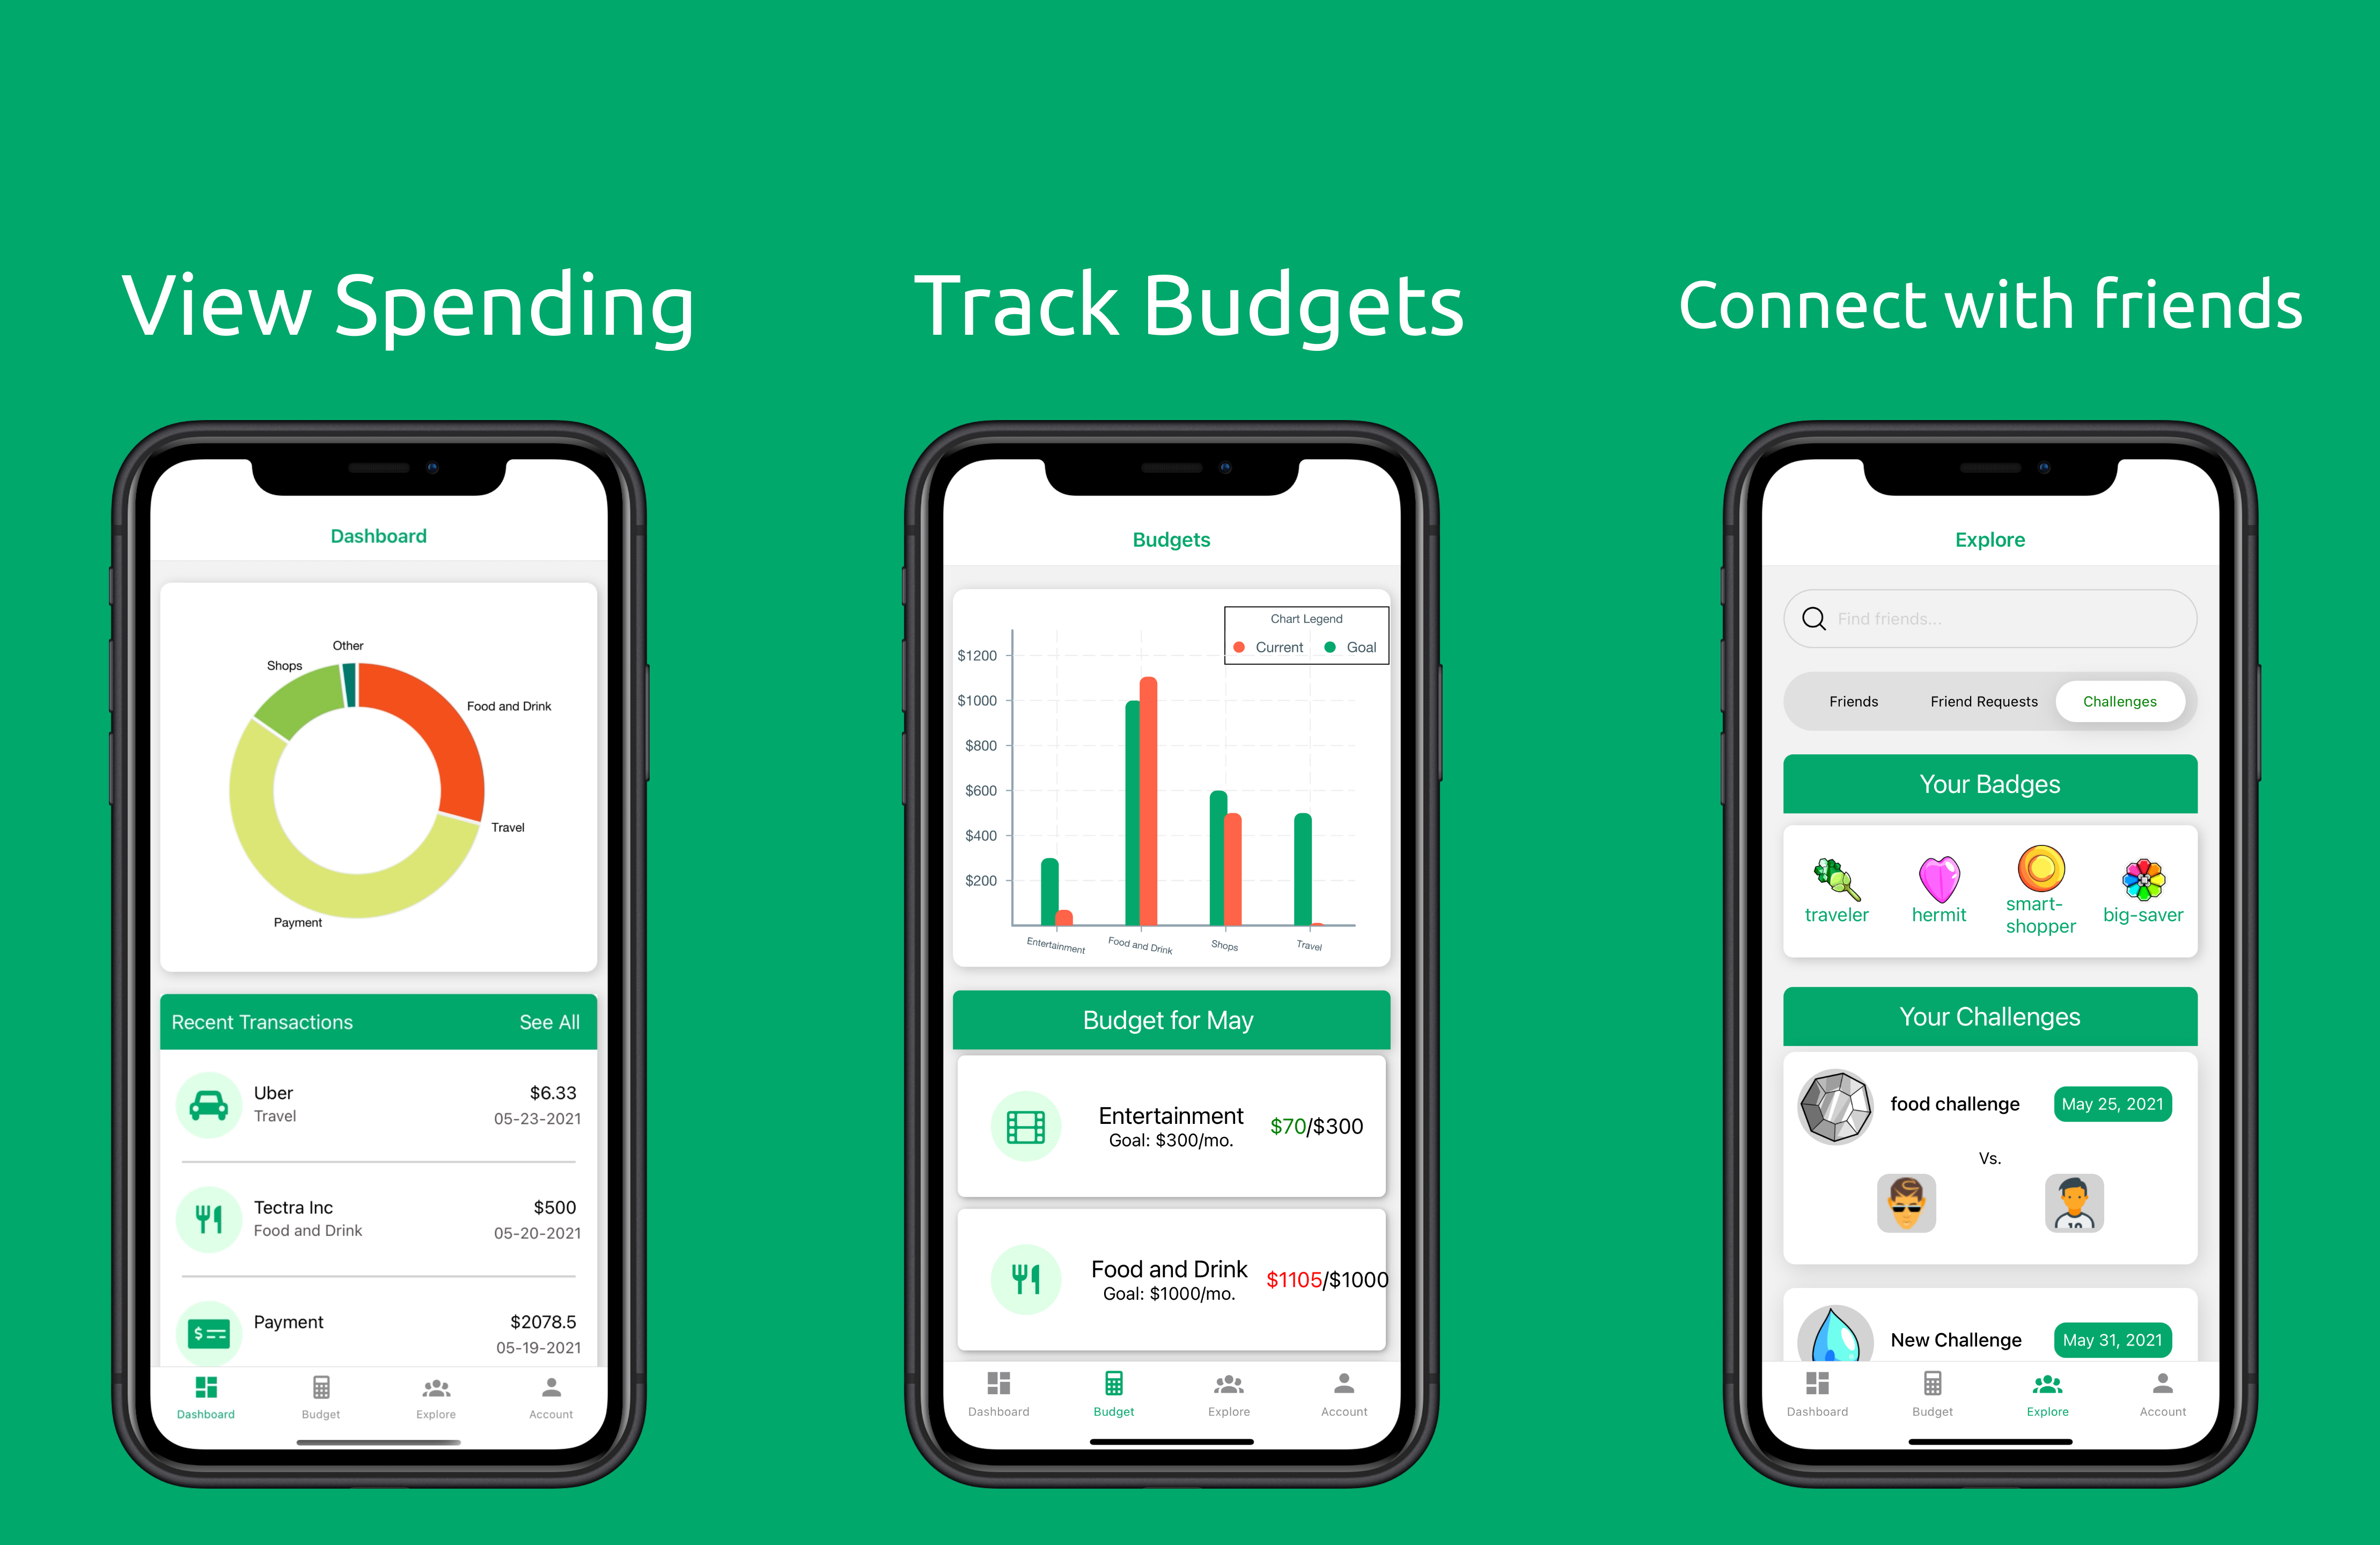 View Spending
Track Budgets
Connect with friends
Dashboard
Other
Shops
Food and Drink
Travel
Payment
Recent Transactions
See All
Uber
$6.33
Travel
05-23-2021
Tectra Inc
$500
Food and Drink
05-20-2021
Payment
$2078.5
05-19-2021
Dashboard
Budget
Explore
Account
Budgets
Chart Legend
Current
Goal
$1200
$1000
$800
$600
$400
$200
Entertainment
Food and Drink
Shops
Travel
Budget for May
Entertainment
Goal: $300/mo.
$70/$300
Food and Drink
Goal: $1000/mo.
$1105/$1000
Dashboard
Budget
Explore
Account
Explore
Find friends...
Friends
Friend Requests
Challenges
Your Badges
traveler
hermit
smart-
shopper
big-saver
Your Challenges
food challenge
May 25, 2021
Vs.
10
New Challenge
May 31, 2021
Dashboard
Budget
Explore
Account